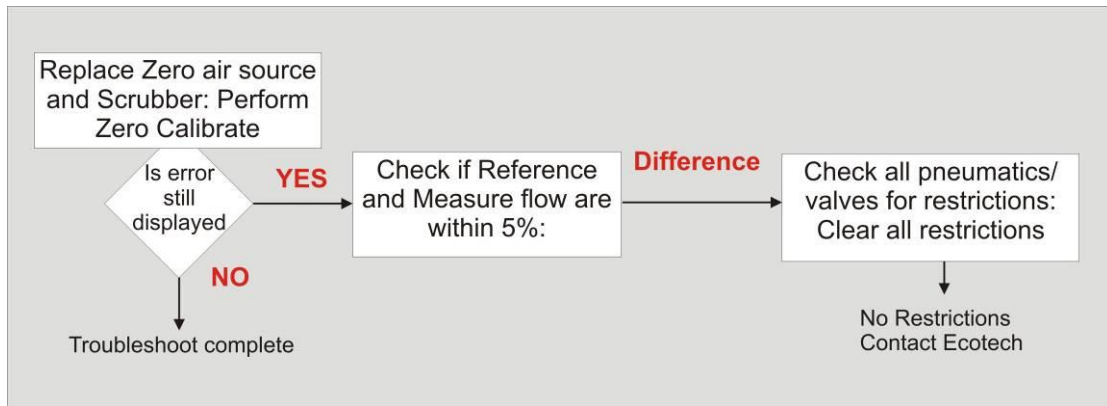 Replace Zero air source
and Scrubber: Perform
Zero Calibrate
Is error
still
displayed
YES
NO
Troubleshoot complete
Check if Reference
and Measure flow are
within 5%:
Difference
Check all pneumatics/
valves for restrictions:
Clear all restrictions
No Restrictions
Contact Ecotech